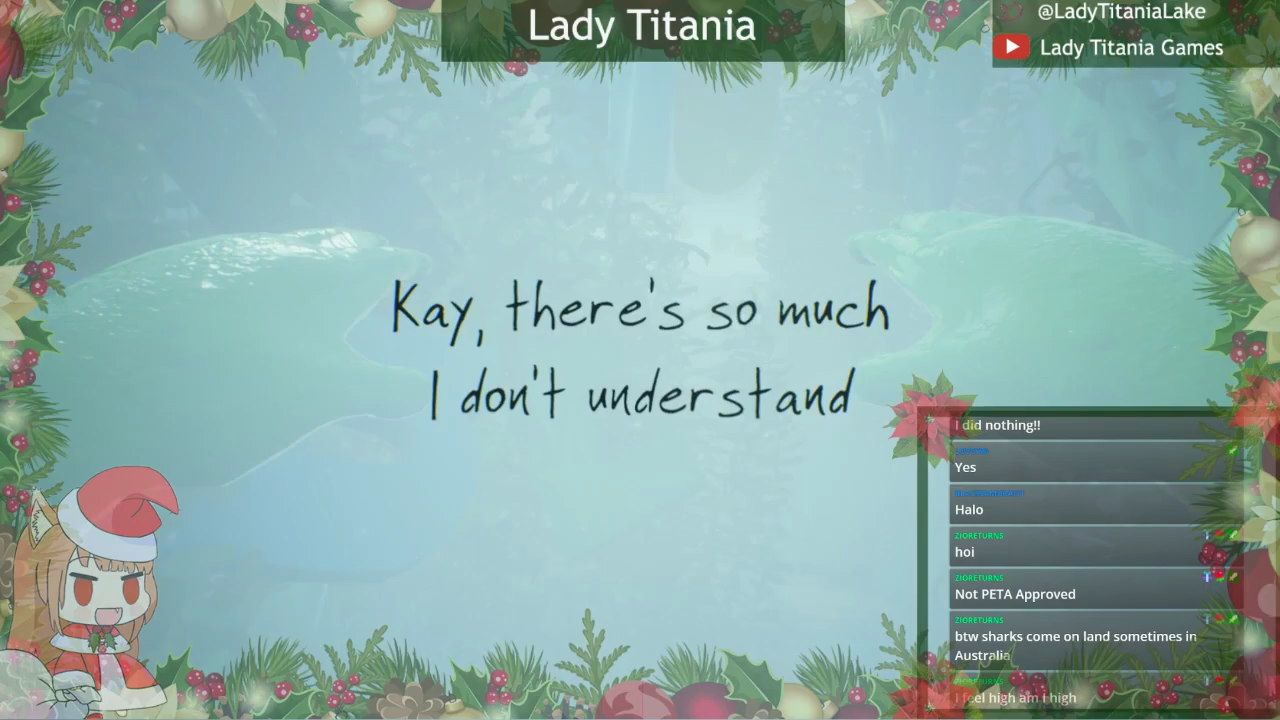 Lady Titania
@LadyTitaniaLake
Lady Titania Games
Kay, there's so much
I don't understand
I did nothing!!
Yes
Halo
ZIORETURNS
hoi
ZIORETURNS
Not PETA Approved
ZIORETURNS
btw sharks come on land sometimes in
Australia
ZIORETURNS
I feel high am i high